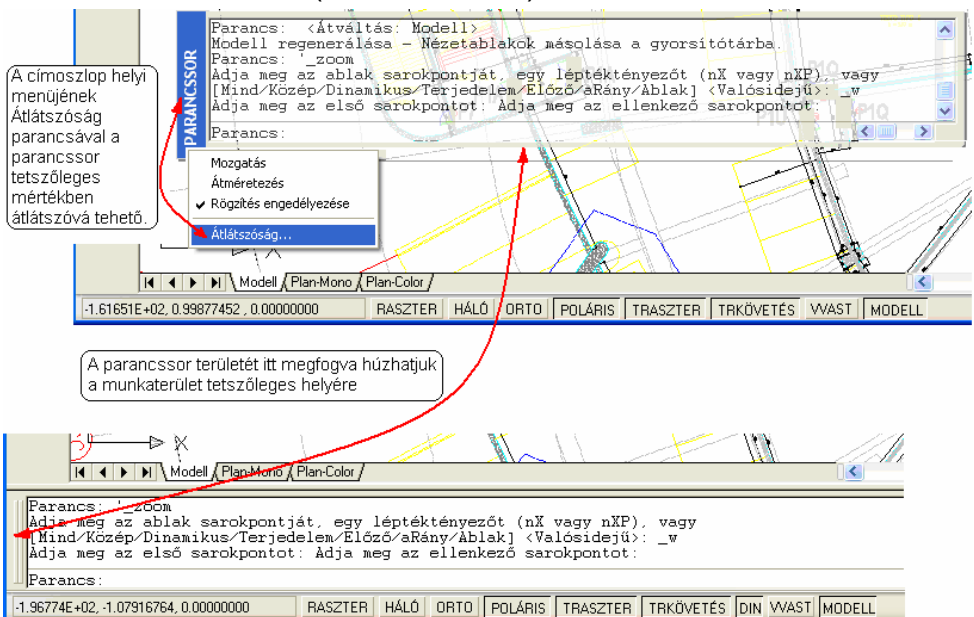 Parancs:  <Átváltás: Modell>
Modell regenerálása - Nézetablakok másolása a gyorsítótárba.
Parancs: '_zoom
Adja meg az ablak sarokpontját, egy léptéktényezőt (nX vagy nXP), vagy
[Mind/Közép/Dinamikus/Terjedelem/Előző/aRány/Ablak] <Valósidejű>: _w
Adja meg az első sarokpontot: Adja meg az ellenkező sarokpontot:
Parancs:
PARANCSSOR
P10
P10
P10
A címoszlop helyi
menüjének
Átlátszóság
parancsával a
parancssor
tetszőleges
mértékben
átlátszóvá tehető.
Mozgatás
Átméretezés
Rögzítés engedélyezése
Átlátszóság...
X
Modell Plan-Mono Plan-Color
-1.61651E+02, 0.99877452 , 0.00000000 RASZTER HÁLÓ ORTO POLÁRIS TRASZTER TRKÖVETÉS VVAST MODELL
A parancssor területét itt megfogva húzhatjuk
a munkaterület tetszőleges helyére
X
Modell Plan-Mono Plan-Color
Parancs: '_zoom
Adja meg az ablak sarokpontját, egy léptéktényezőt (nX vagy nXP), vagy
[Mind/Közép/Dinamikus/Terjedelem/Előző/aRány/Ablak] <Valósidejű>: _w
Adja meg az első sarokpontot: Adja meg az ellenkező sarokpontot:
Parancs:
-1.96774E+02, -1.07916764, 0.00000000 RASZTER HÁLÓ ORTO POLÁRIS TRASZTER TRKÖVETÉS DIN VVAST MODELL